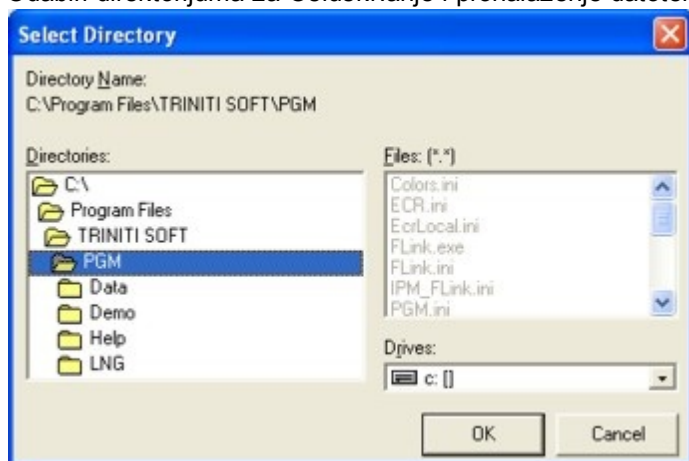 Select Directory
Directory Name:
C:\Program Files\TRINITI SOFT\PGM
Directories:
C:\
Program Files
TRINITI SOFT
PGM
Data
Demo
Help
LNG
Files: (*.*)
Colors.ini
ECR.ini
EcrLocal.ini
FLink.exe
FLink.ini
IPM_FLink.ini
PGM.ini
Drives:
c: []
OK
Cancel